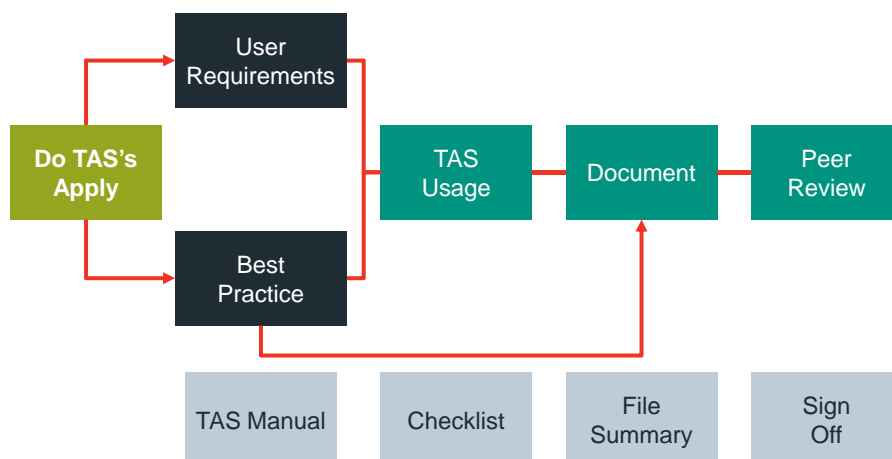 User
Requirements
Do TAS’s
Apply
TAS
Usage
Document
Peer
Review
Best
Practice
TAS Manual
Checklist
File
Summary
Sign
Off